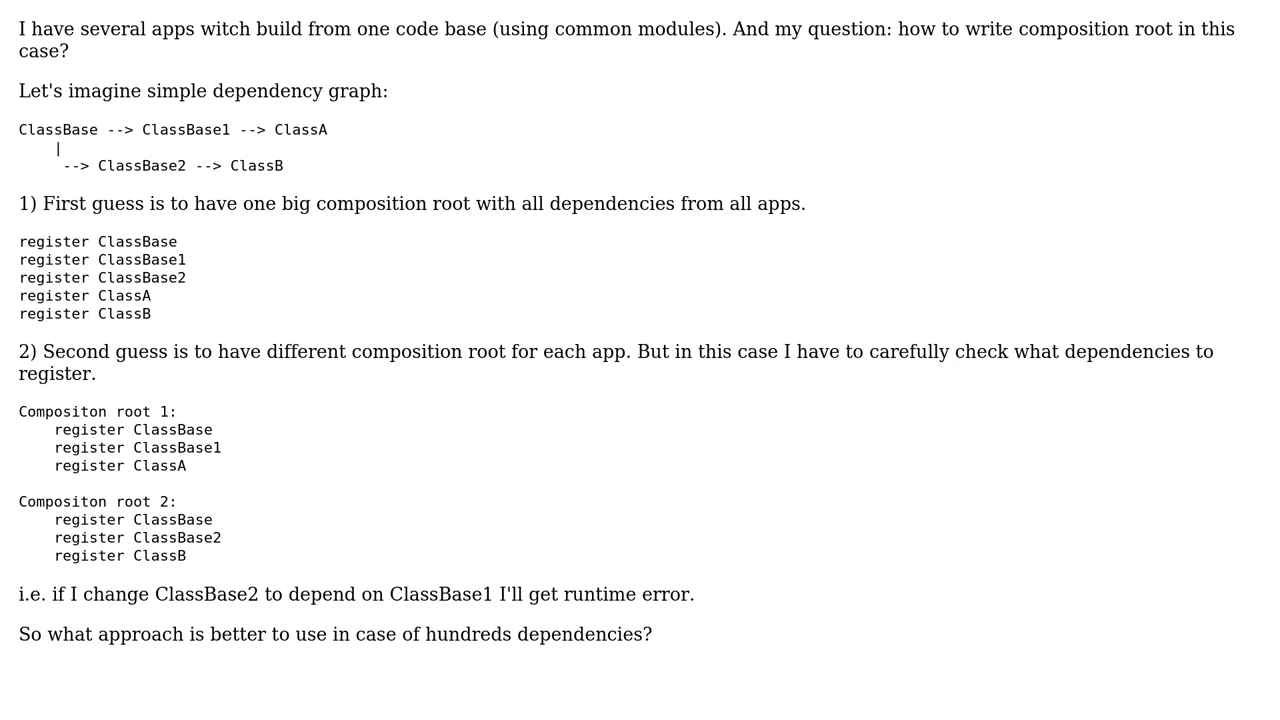 I have several apps witch build from one code base (using common modules). And my question: how to write composition root in this
case?
Let's imagine simple dependency graph:
ClassBase --> ClassBase1 --> ClassA
    |
     --> ClassBase2 --> ClassB
1) First guess is to have one big composition root with all dependencies from all apps.
register ClassBase
register ClassBase1
register ClassBase2
register ClassA
register ClassB
2) Second guess is to have different composition root for each app. But in this case I have to carefully check what dependencies to
register.
Compositon root 1:
    register ClassBase
    register ClassBase1
    register ClassA
Compositon root 2:
    register ClassBase
    register ClassBase2
    register ClassB
i.e. if I change ClassBase2 to depend on ClassBase1 I'll get runtime error.
So what approach is better to use in case of hundreds dependencies?